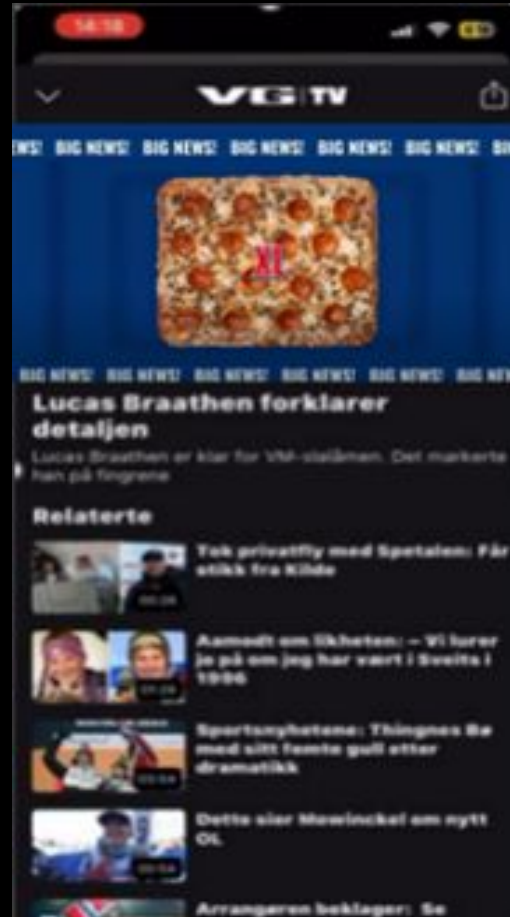 14:18
VG TV
BIG NEWS! BIG NEWS! BIG NEWS! BIG NEWS! BIG NEWS!
XL
BIG NEWS! BIG NEWS! BIG NEWS! BIG NEWS! BIG NEWS!
Lucas Braathen forklarer
detaljen
Lucas Braathen er klar for VM-slalåmen. Det markerte
han på fingrene
Relaterte
Tok privatfly med Spetalen: Får
stikk fra Kilde
Aamodt om likheten: – Vi lurer
jo på om jeg har vært i Sveits i
1996
Sportsnyhetene: Thingnes Bø
med sitt femte gull etter
dramatikk
Dette sier Mowinckel om nytt
OL
Arrangøren beklager: Se